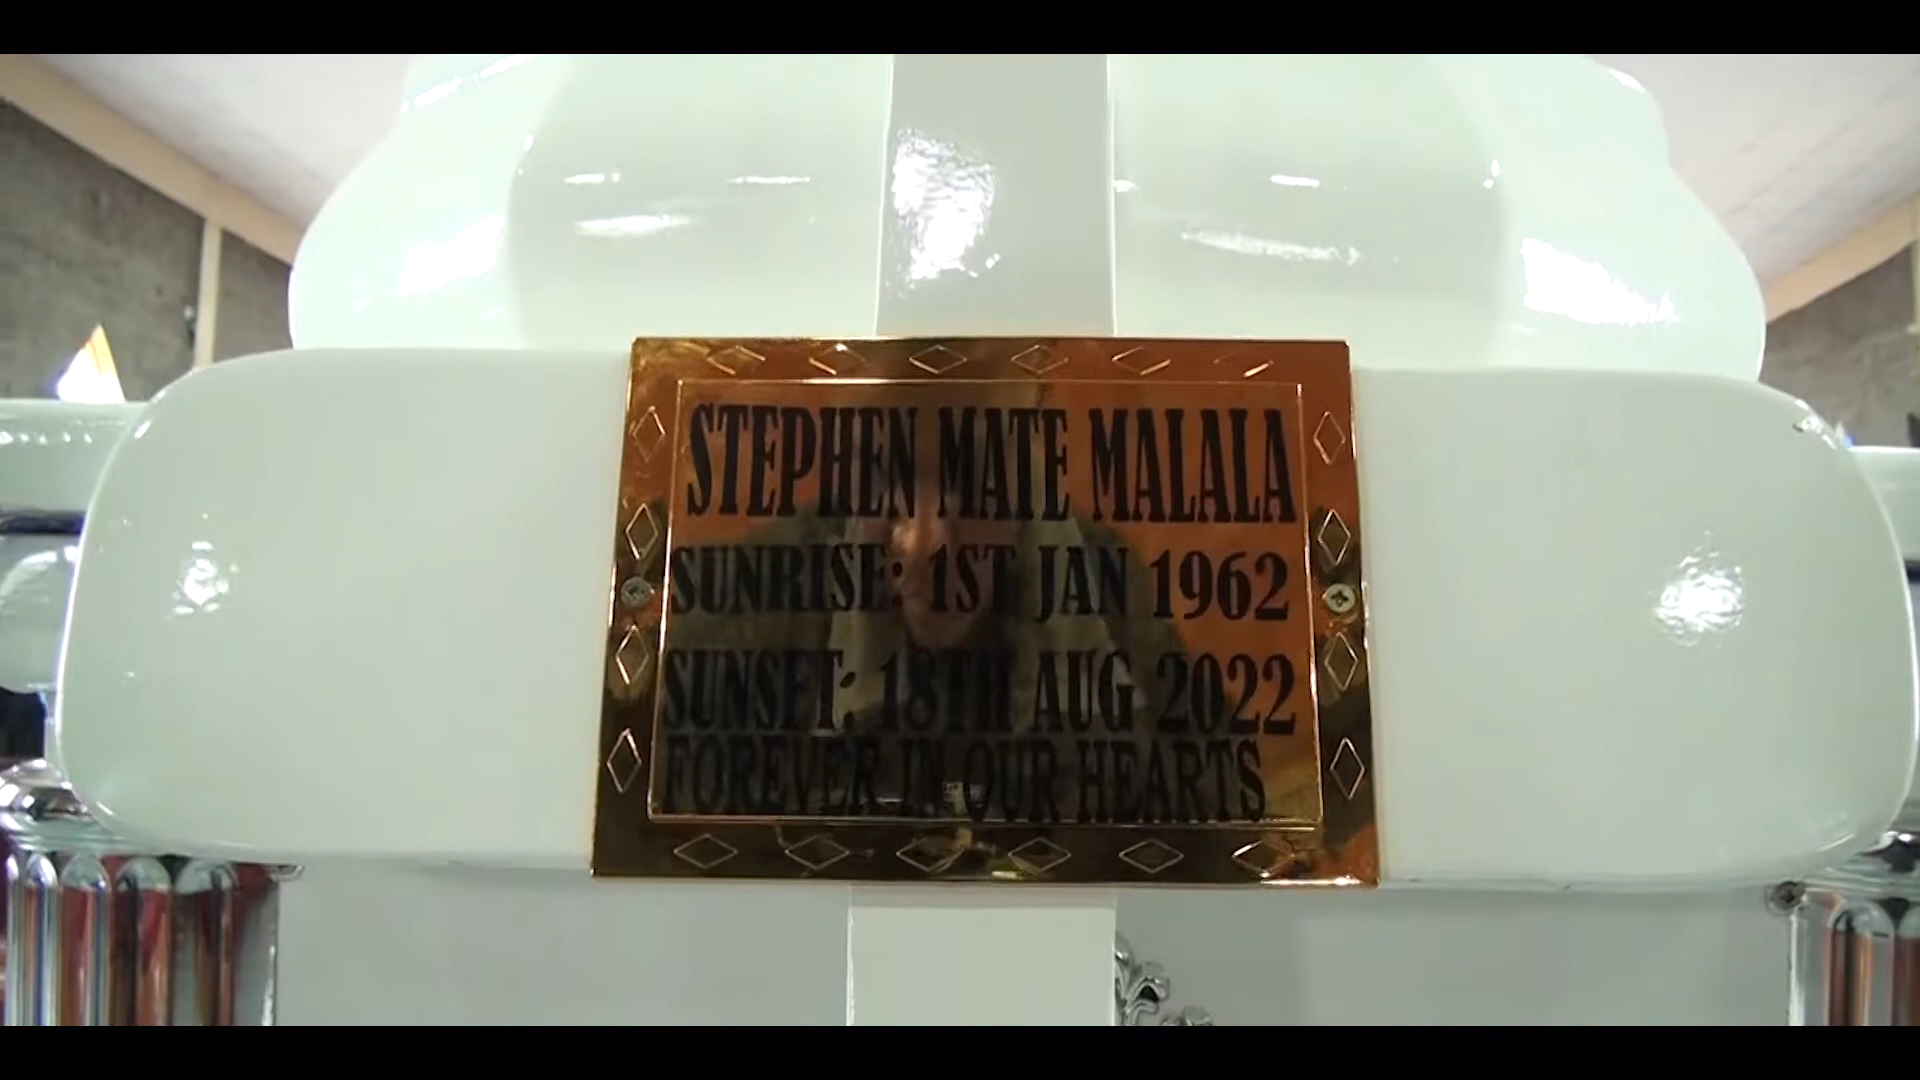 STEPHEN MATE MALALA
SUNRISE: 1ST JAN 1962
SUNSET: 18TH AUG 2022
FOREVER IN OUR HEARTS